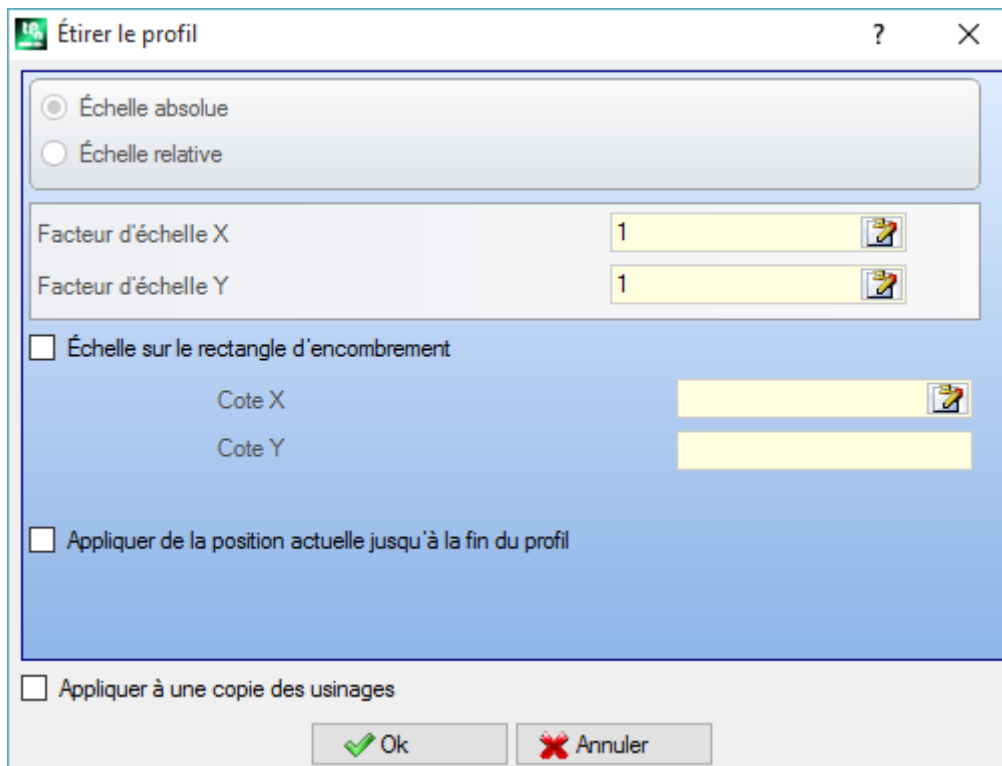 Étirer le profil ?
Échelle absolue
Échelle relative
Facteur d'échelle X 1
Facteur d'échelle Y 1
Échelle sur le rectangle d'encombrement
Cote X
Cote Y
Appliquer de la position actuelle jusqu'à la fin du profil
Appliquer à une copie des usinages
Ok Annuler